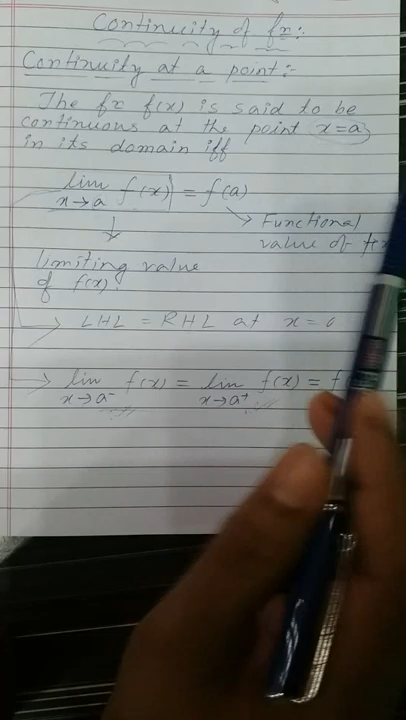 Continuity of fx:
Continuity at a point:-
The fx f(x) is said to be
continuous at the point x=a
in its domain iff
lim f(x) = f(a)
x→a
Functional
value of
limiting value
of f(x).
LHL = RHL at x =
lim f(x) = lim f(x) = f
x→a⁻ x→a⁺